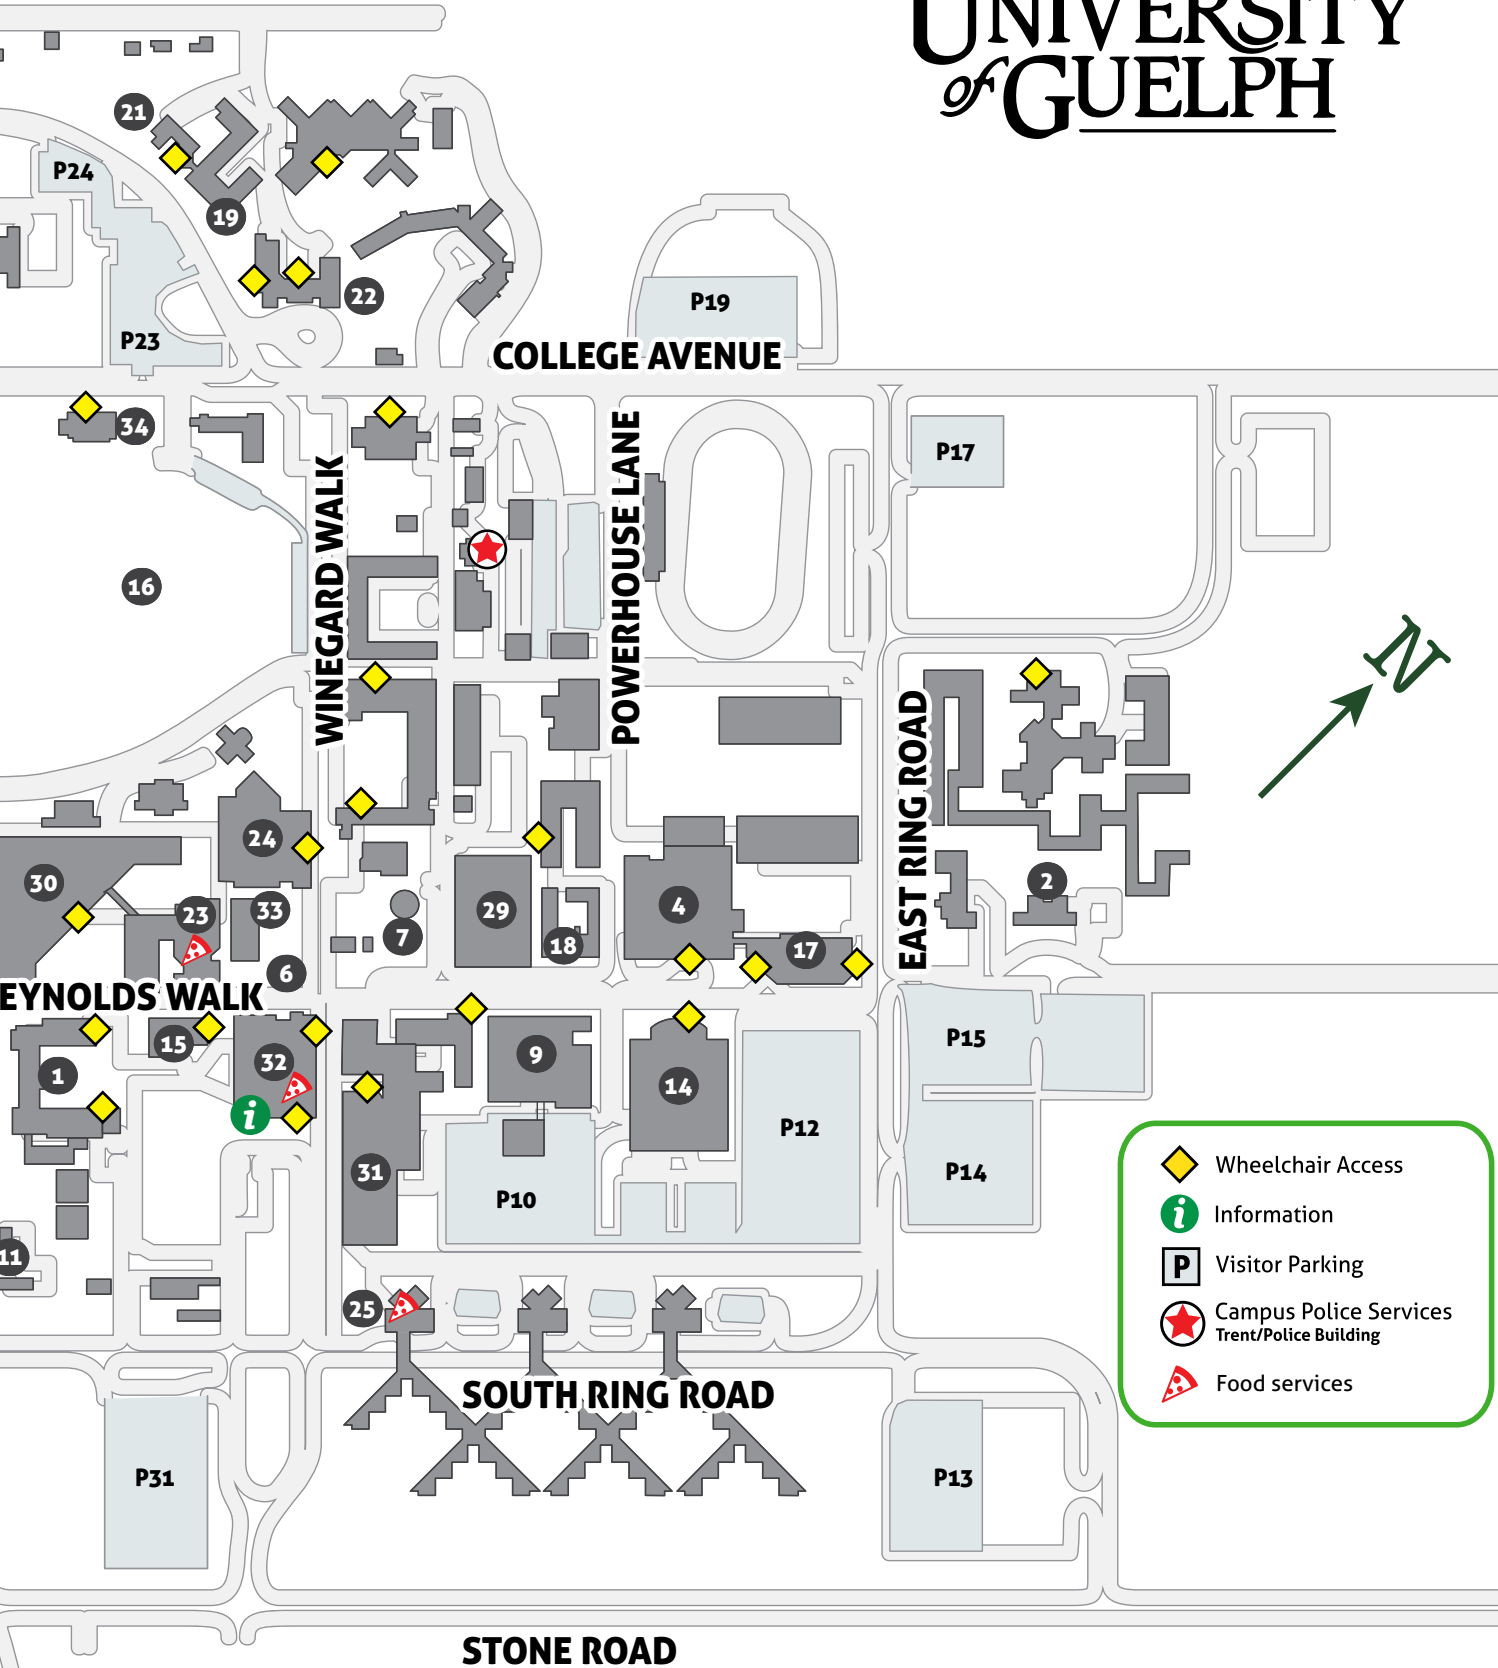 UNIVERSITY
of GUELPH
21
P24
19
22
P19
P23
COLLEGE AVENUE
34
P17
WINEGARD WALK
POWERHOUSE LANE
16
N
EAST RING ROAD
24
30
2
23
33
7
29
18
4
17
6
EYNOLDS WALK
15
32
1
i
9
14
P15
P12
P14
31
P10
11
25
SOUTH RING ROAD
P31
P13
STONE ROAD
Wheelchair Access
i Information
P Visitor Parking
Campus Police Services
Trent/Police Building
Food services